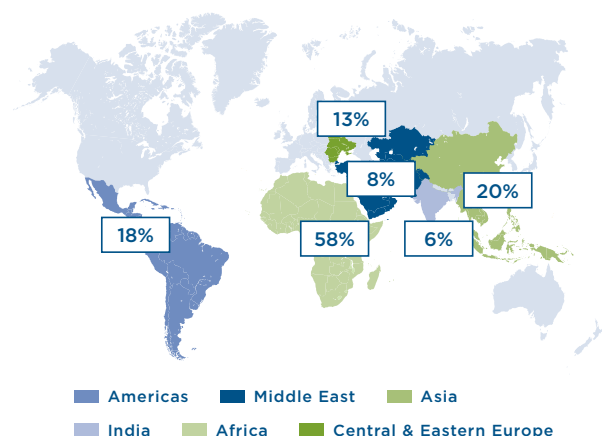 13%
8%
20%
18%
58%
6%
Americas
Middle East
Asia
India
Africa
Central & Eastern Europe